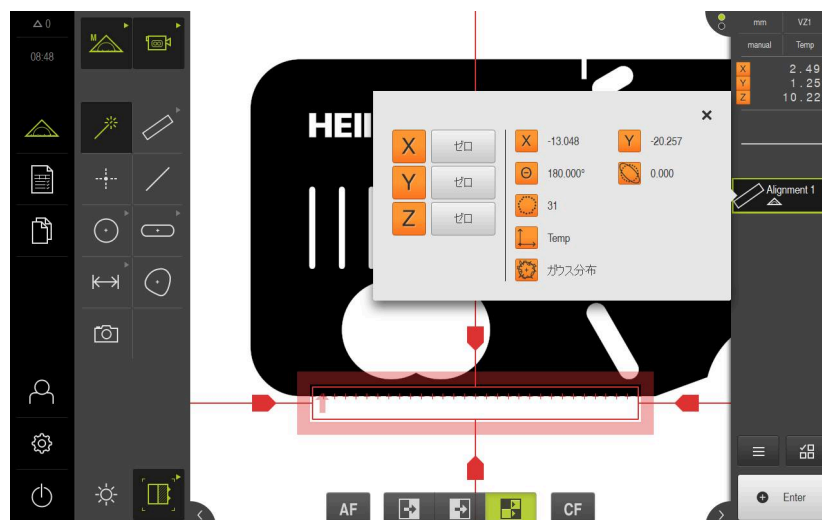 0
08:48
M
HEI
X ゼロ
Y ゼロ
Z ゼロ
X -13.048 Y -20.257
Θ 180.000° 0.000
31
Temp
ガウス分布
mm VZ1
manual Temp
X 2.49
Y 1.25
Z 10.22
Alignment 1
AF
CF
Enter